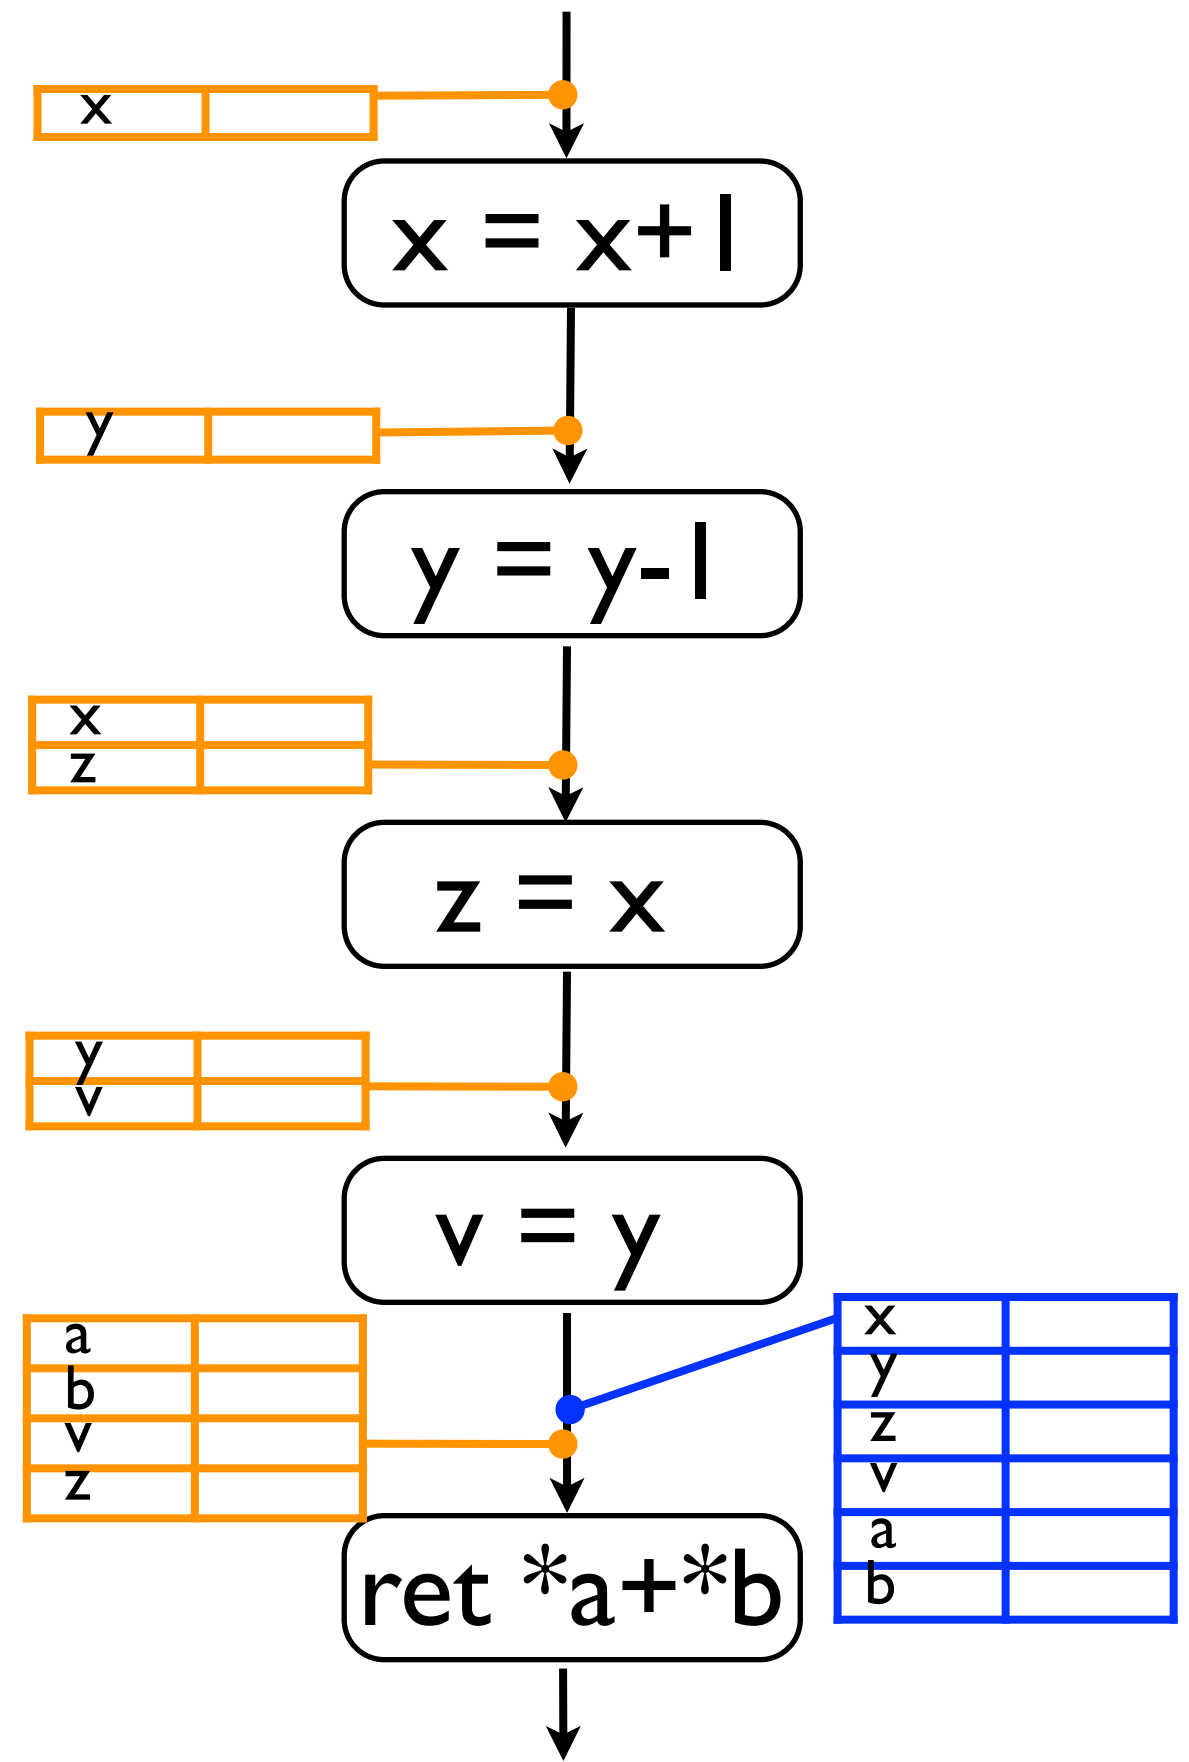 x
x = x+1
y
y = y-1
x
z
z = x
y
v
v = y
a
b
v
z
x
y
z
v
a
b
ret *a+*b